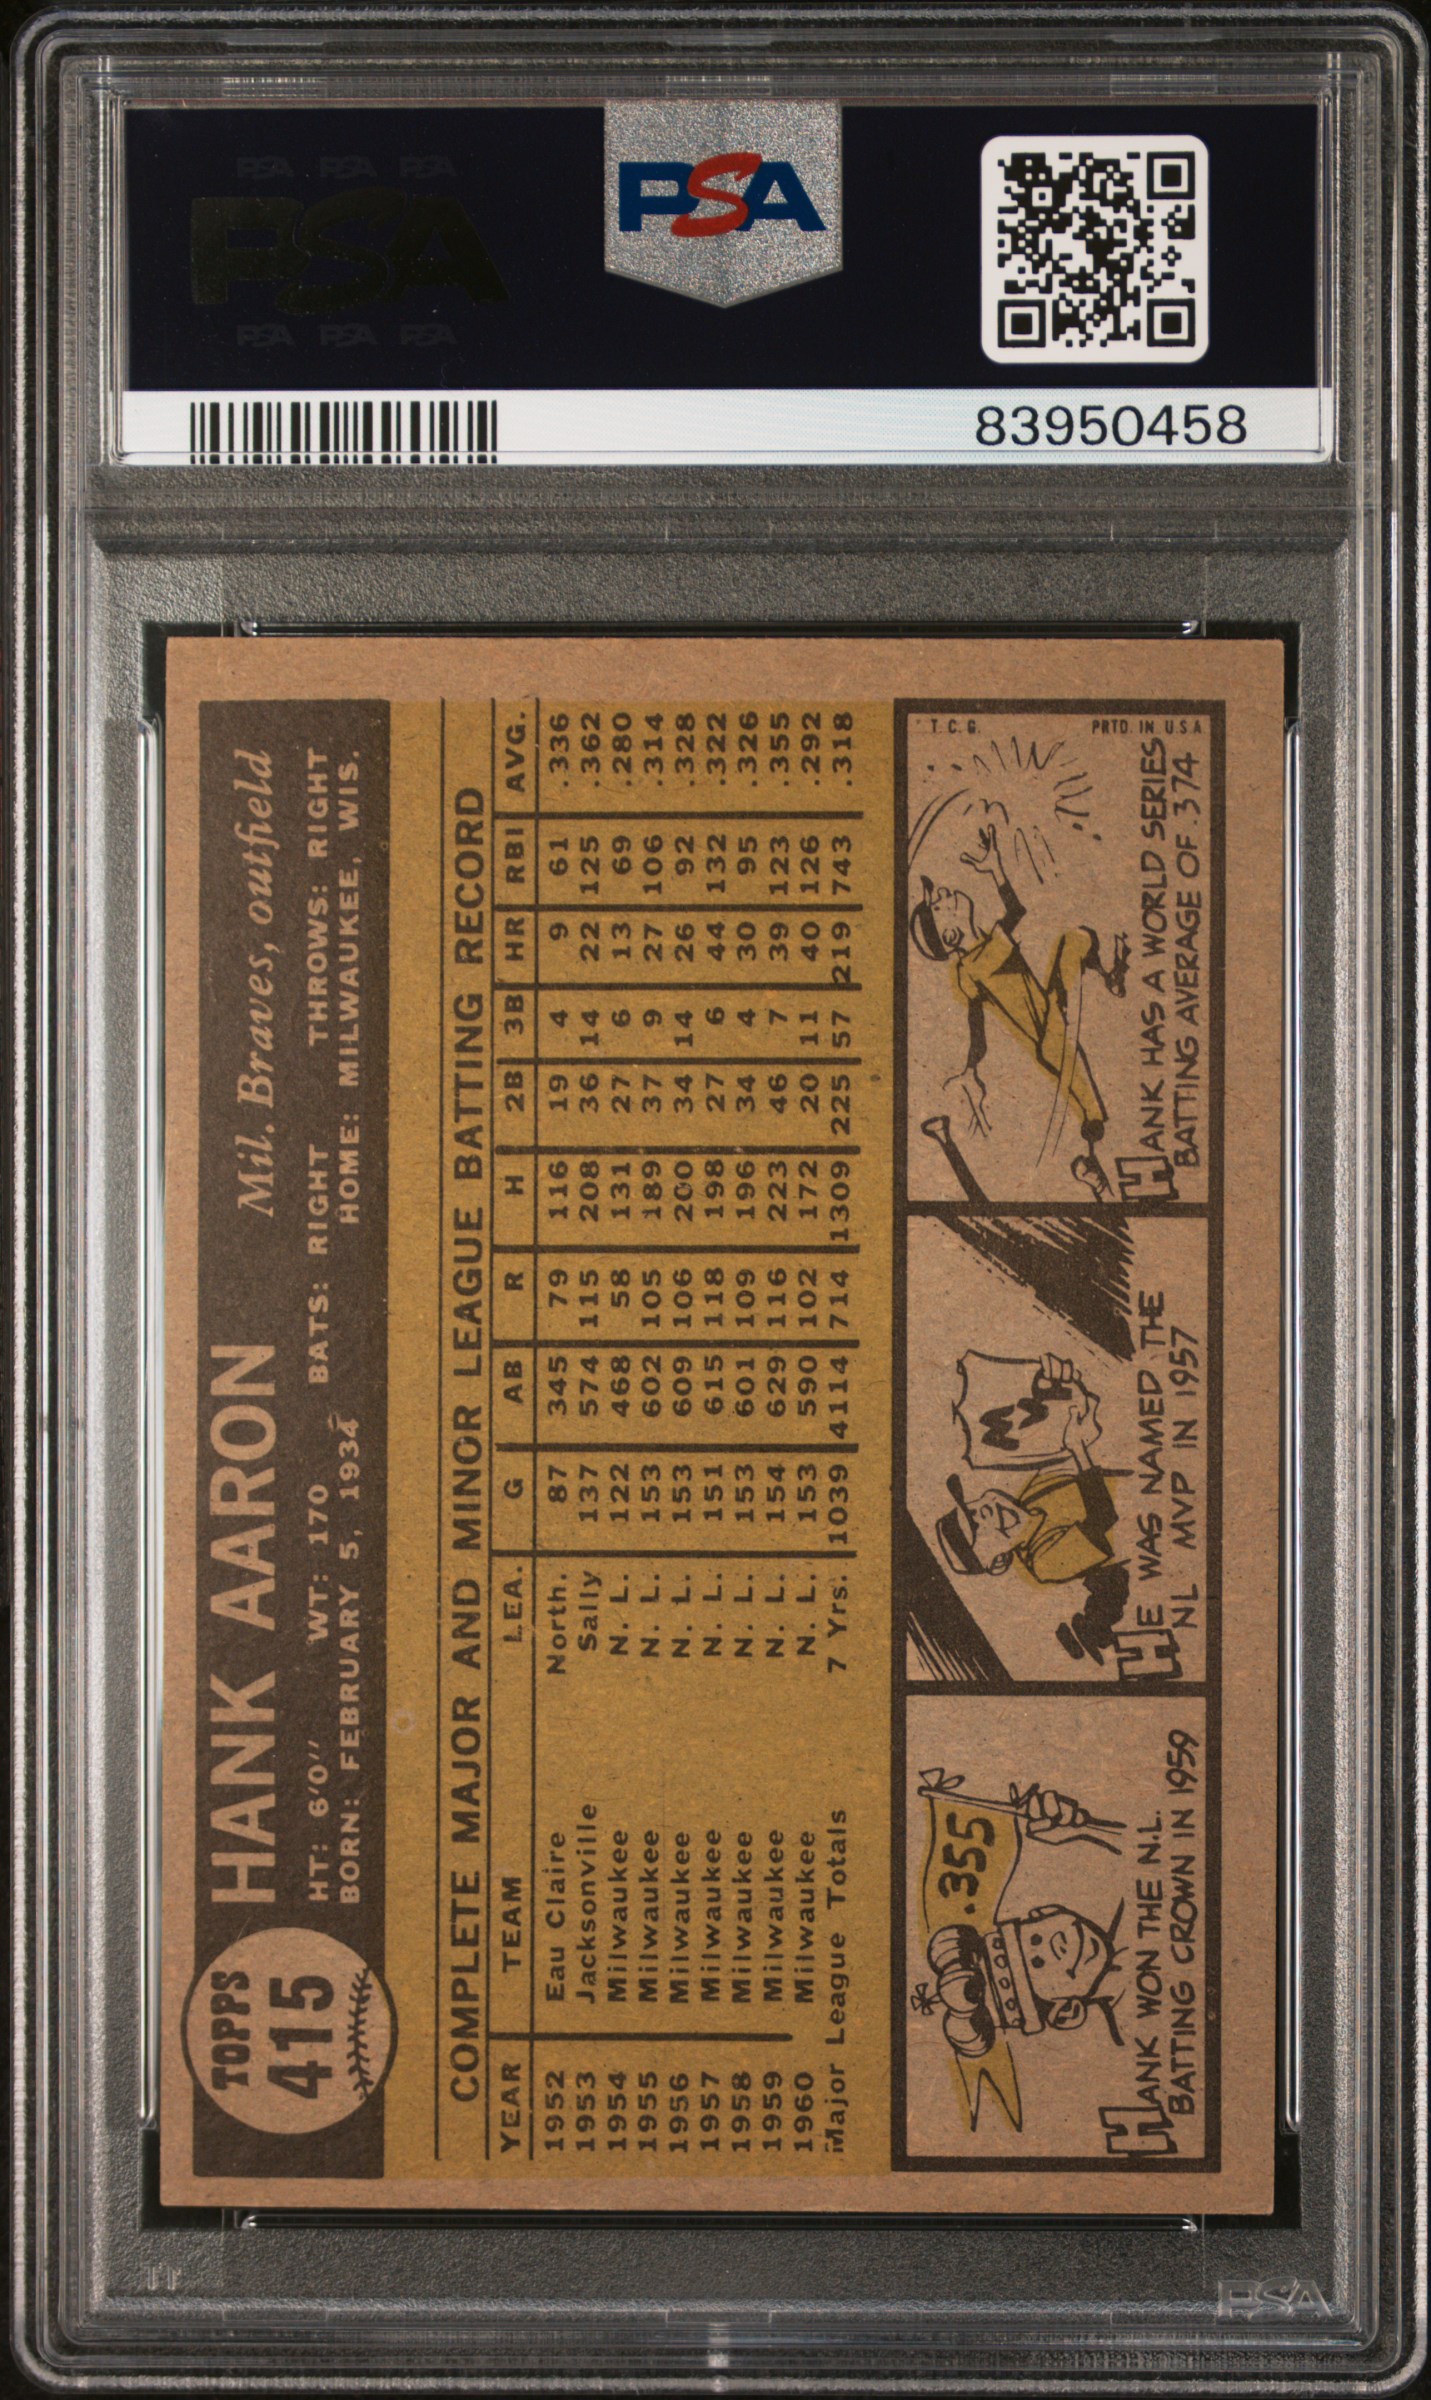 PSA PSA PSA
PSA
PSA PSA PSA
PSA
83950458
TOPPS
415
HANK AARON Mil. Braves, outfield
HT: 6'0" WT: 170 BATS: RIGHT THROWS: RIGHT
BORN: FEBRUARY 5, 1934 HOME: MILWAUKEE, WIS.
COMPLETE MAJOR AND MINOR LEAGUE BATTING RECORD
YEAR TEAM LEA. G AB R H 2B 3B HR RBI AVG.
1952 Eau Claire North. 87 345 79 116 19 4 9 61 .336
1953 Jacksonville Sally 137 574 115 208 36 14 22 125 .362
1954 Milwaukee N. L. 122 468 58 131 27 6 13 69 .280
1955 Milwaukee N. L. 153 602 105 189 37 9 27 106 .314
1956 Milwaukee N. L. 153 609 106 200 34 14 26 92 .328
1957 Milwaukee N. L. 151 615 118 198 27 6 44 132 .322
1958 Milwaukee N. L. 153 601 109 196 34 4 30 95 .326
1959 Milwaukee N. L. 154 629 116 223 46 7 39 123 .355
1960 Milwaukee N. L. 153 590 102 172 20 11 40 126 .292
Major League Totals 7 Yrs. 1039 4114 714 1309 225 57 219 743 .318
.355
HANK WON THE N.L.
BATTING CROWN IN 1959
MVP
HE WAS NAMED THE
NL MVP IN 1957
T.C.G.
PRTD. IN U.S.A
HANK HAS A WORLD SERIES
BATTING AVERAGE OF .374
PSA